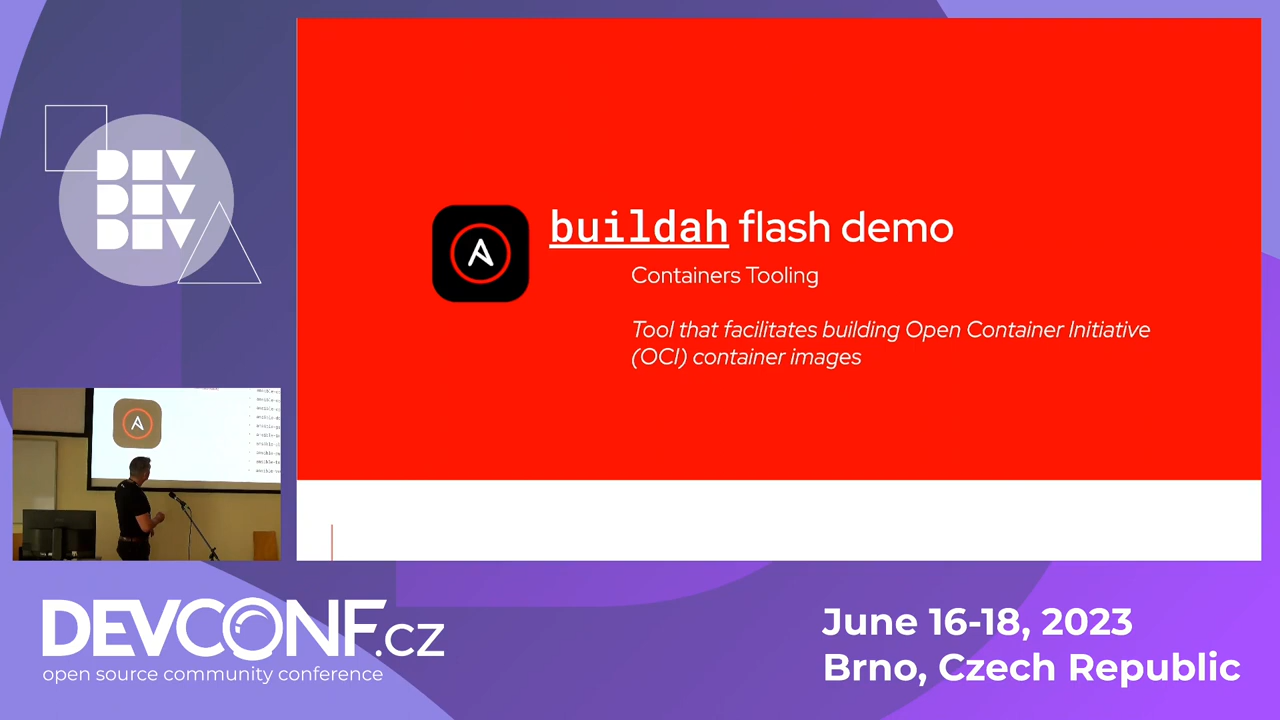 DEV
DEV
DEV
buildah flash demo
Containers Tooling
Tool that facilitates building Open Container Initiative
(OCI) container images
DEVCONF.cz
open source community conference
June 16-18, 2023
Brno, Czech Republic